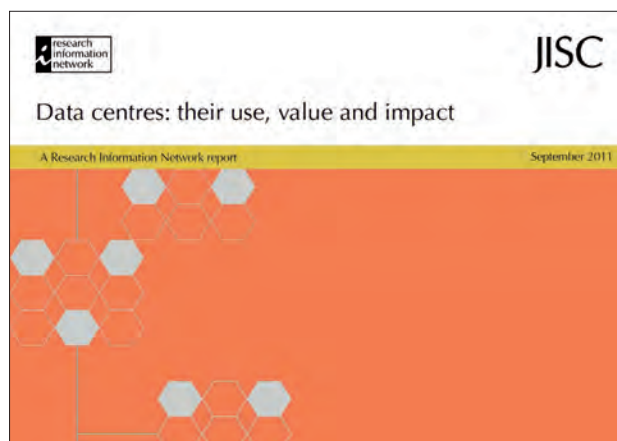 research
information
network
JISC
Data centres: their use, value and impact
A Research Information Network report
September 2011